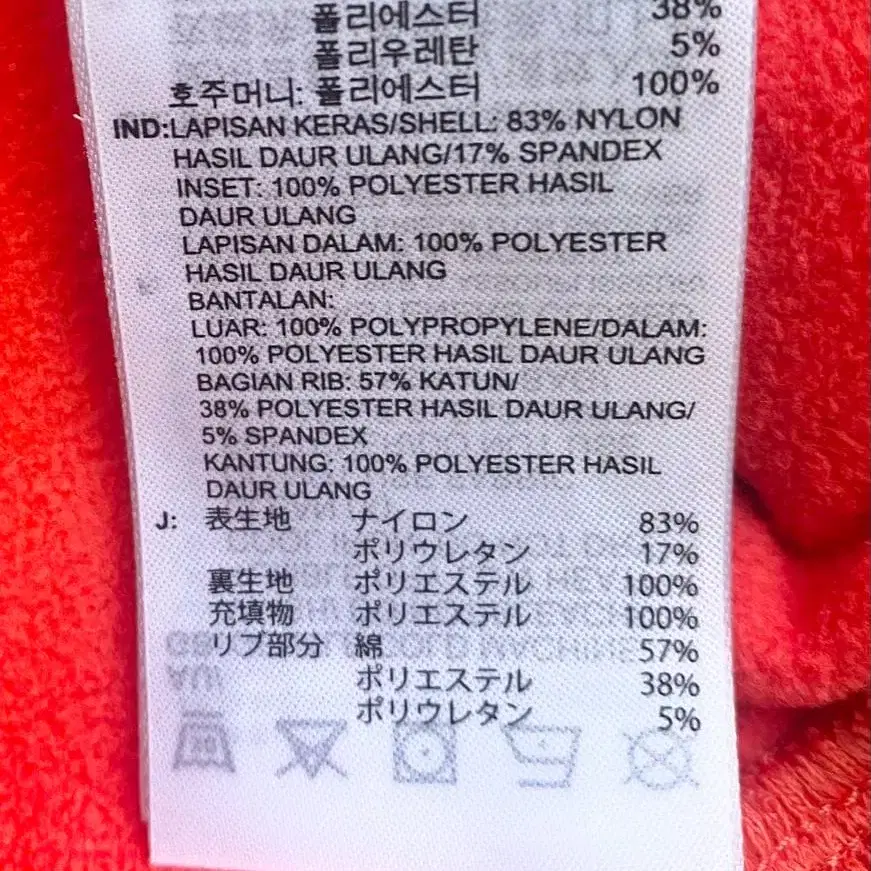 폴리에스터 38%
폴리우레탄 5%
호주머니: 폴리에스터 100%
IND:LAPISAN KERAS/SHELL: 83% NYLON
HASIL DAUR ULANG/17% SPANDEX
INSET: 100% POLYESTER HASIL
DAUR ULANG
LAPISAN DALAM: 100% POLYESTER
HASIL DAUR ULANG
BANTALAN:
LUAR: 100% POLYPROPYLENE/DALAM:
100% POLYESTER HASIL DAUR ULANG
BAGIAN RIB: 57% KATUN/
38% POLYESTER HASIL DAUR ULANG/
5% SPANDEX
KANTUNG: 100% POLYESTER HASIL
DAUR ULANG
J: 表生地 ナイロン 83%
ポリウレタン 17%
裏生地 ポリエステル 100%
充填物 ポリエステル 100%
リブ部分 綿 57%
ポリエステル 38%
ポリウレタン 5%